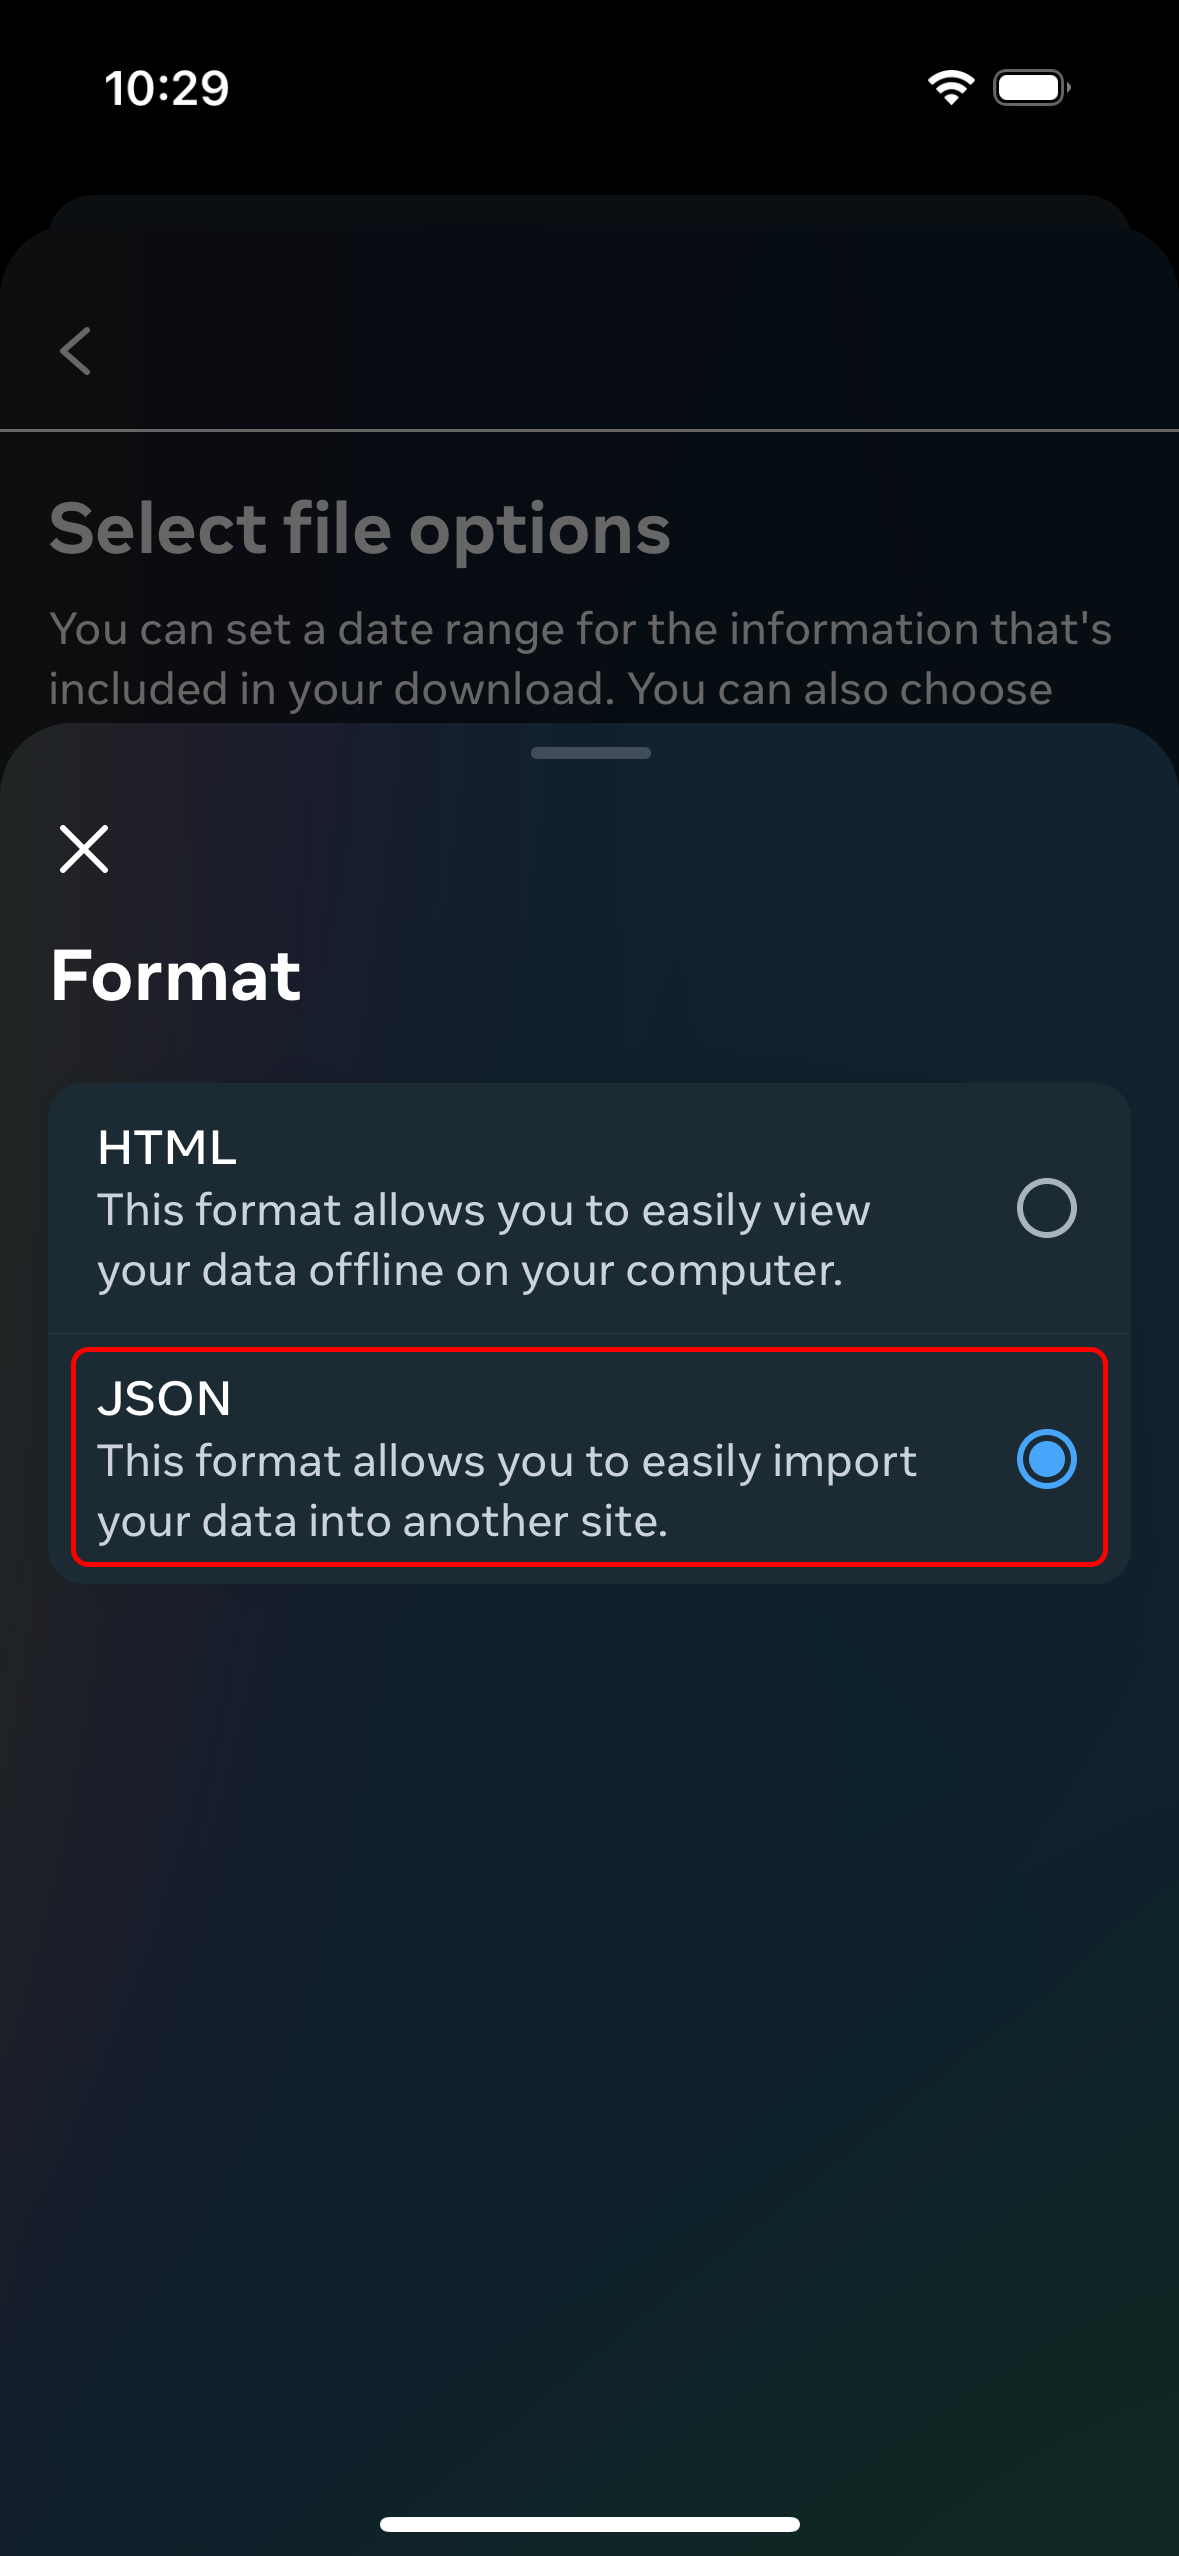 10:29
Select file options
You can set a date range for the information that's
included in your download. You can also choose
Format
HTML
This format allows you to easily view
your data offline on your computer.
JSON
This format allows you to easily import
your data into another site.